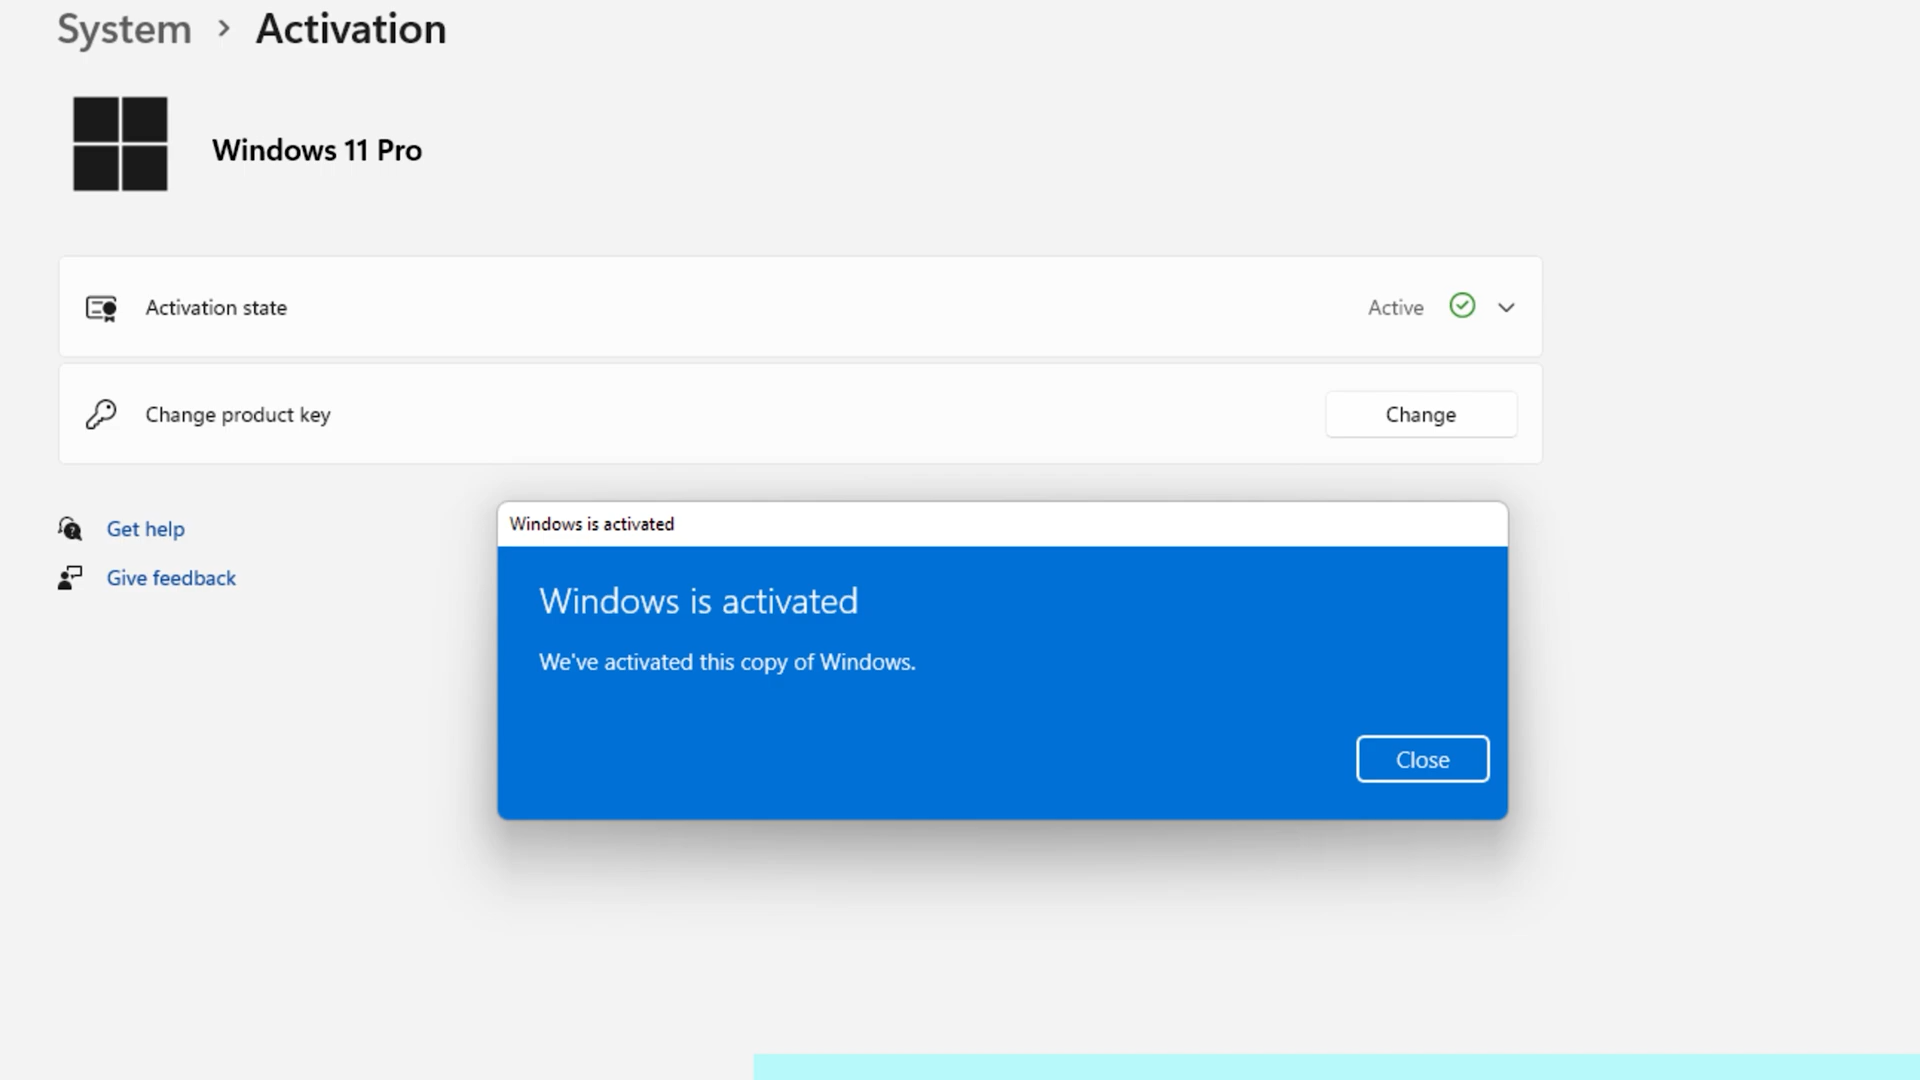 System > Activation
Windows 11 Pro
Activation state Active
Change product key Change
Get help
Give feedback
Windows is activated
Windows is activated
We've activated this copy of Windows.
Close